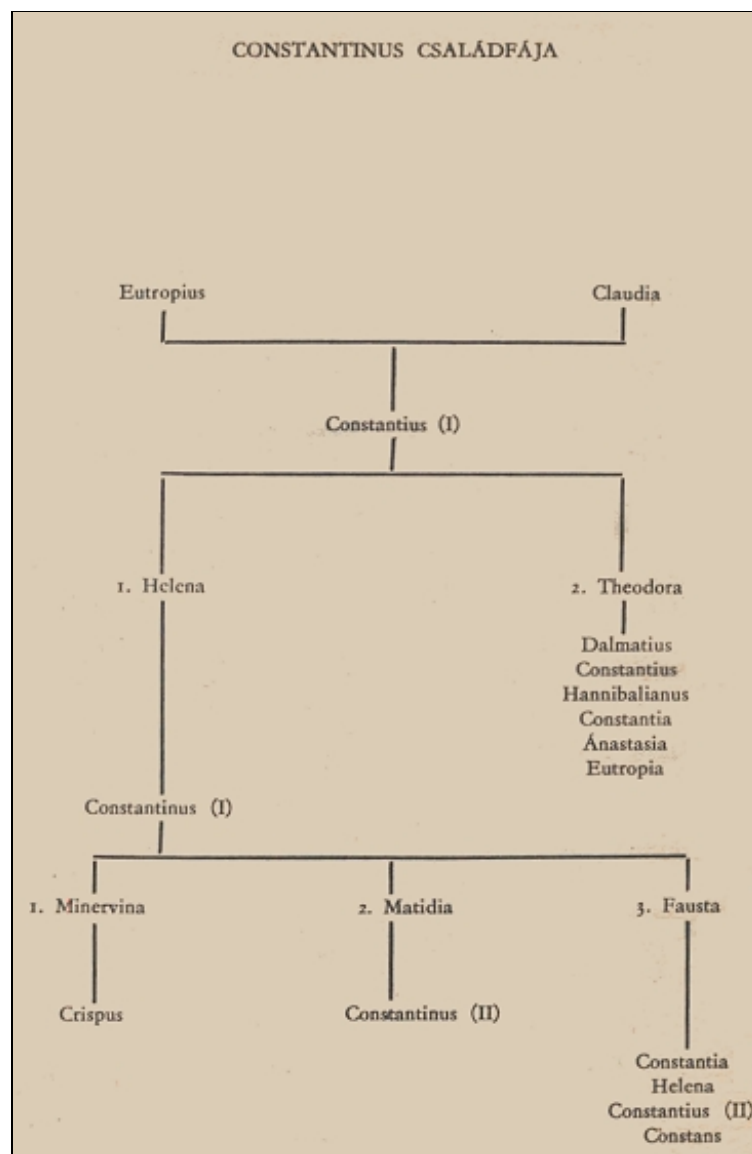 CONSTANTINUS CSALÁDFÁJA
Eutropius Claudia
Constantius (I)
1. Helena 2. Theodora
Dalmatius
Constantius
Hannibalianus
Constantia
Ánastasia
Eutropia
Constantinus (I)
1. Minervina 2. Matidia 3. Fausta
Crispus Constantinus (II)
Constantia
Helena
Constantius (II)
Constans